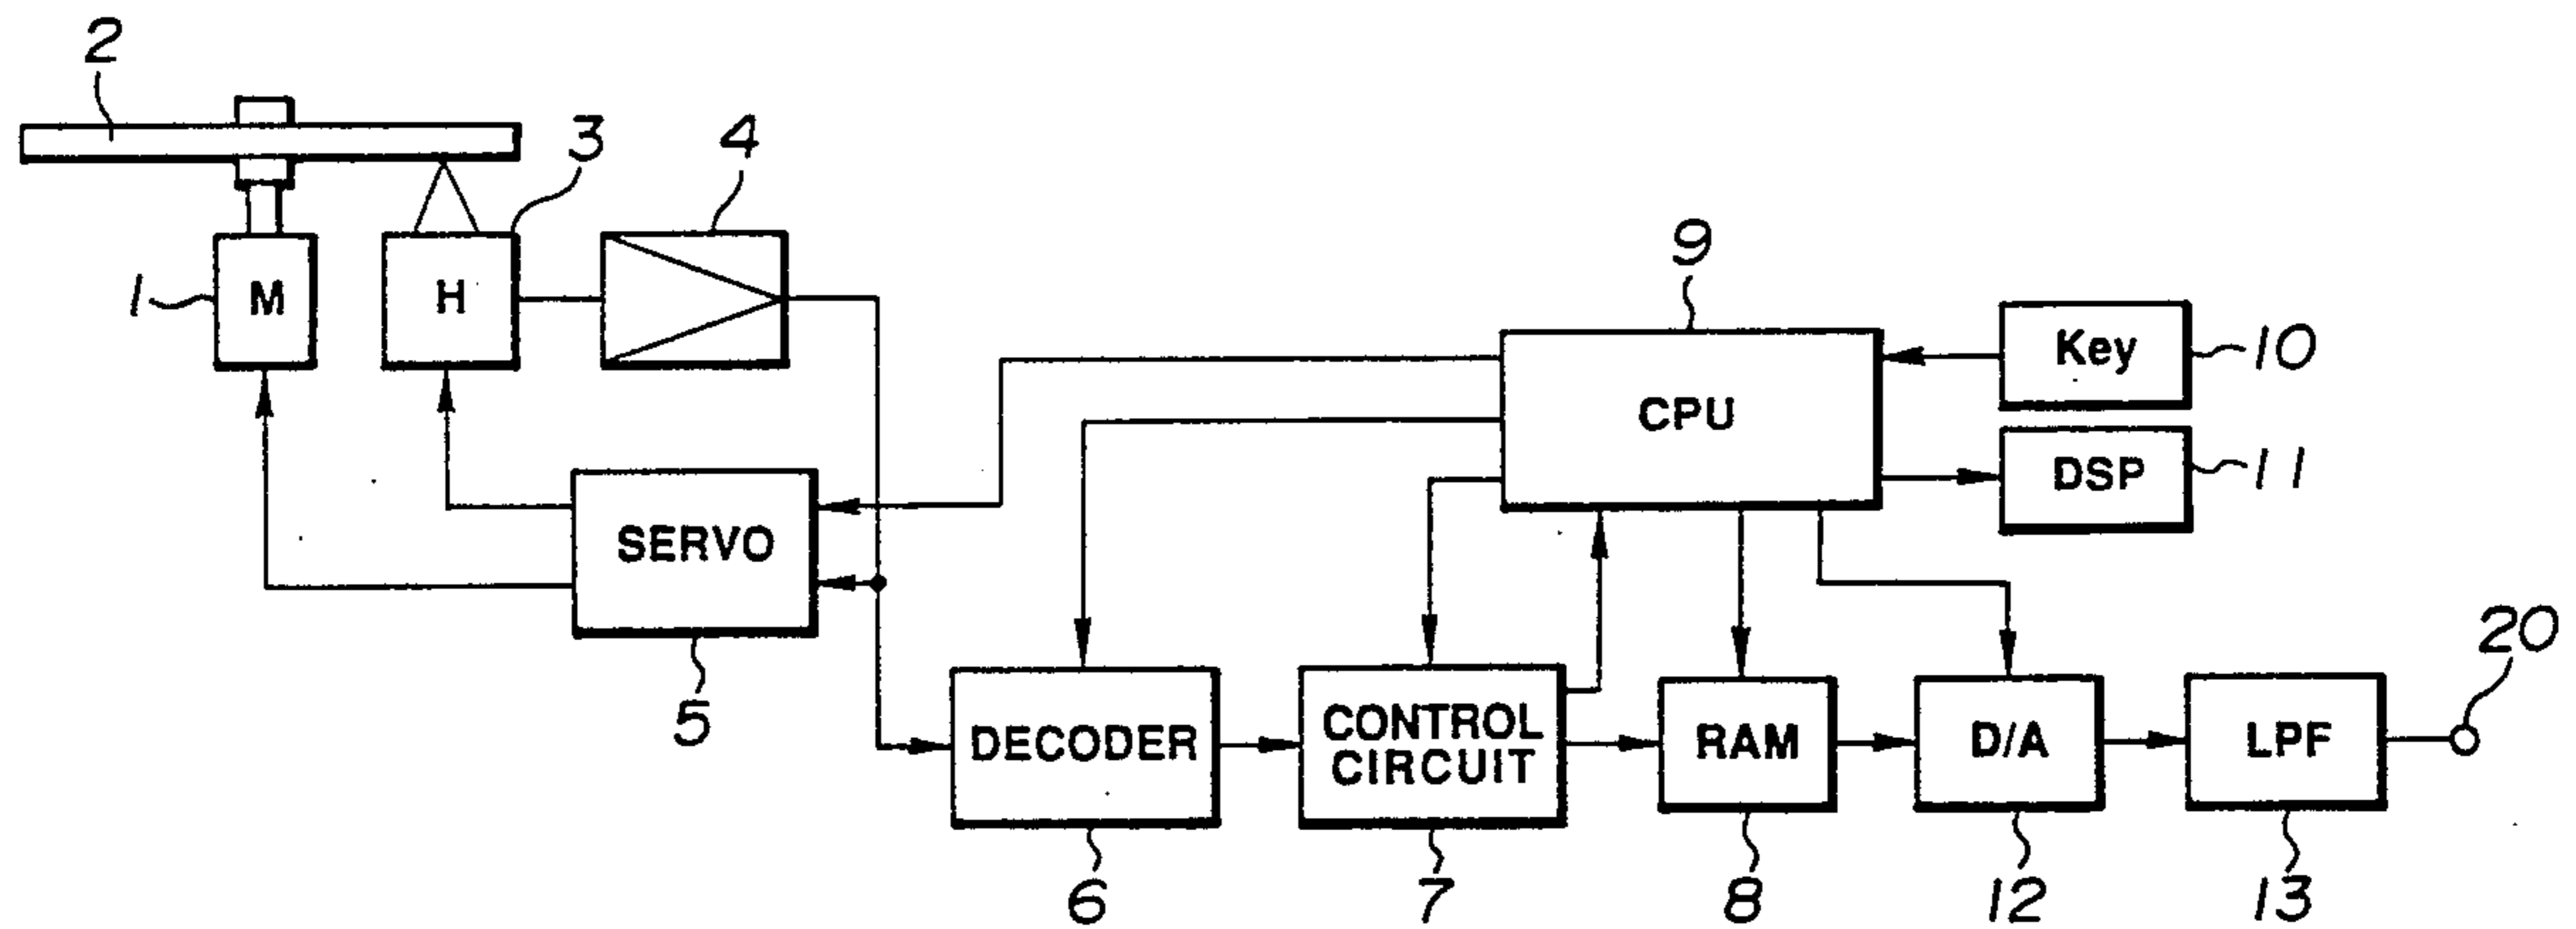 2
3
4
1
M
H
9
Key
10
CPU
DSP
11
SERVO
5
20
DECODER
CONTROL
CIRCUIT
RAM
D/A
LPF
6
7
8
12
13